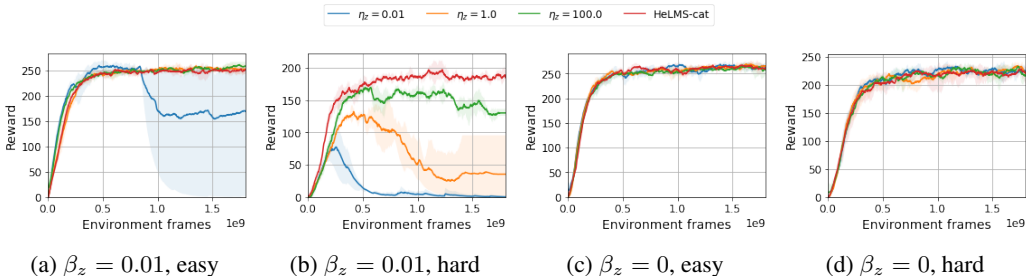 η_z = 0.01 η_z = 1.0 η_z = 100.0 HeLMS-cat
Reward
250
200
150
100
50
0
0.0 0.5 1.0 1.5
1e9
Environment frames
Reward
200
150
100
50
0
0.0 0.5 1.0 1.5
1e9
Environment frames
Reward
250
200
150
100
50
0
0.0 0.5 1.0 1.5
1e9
Environment frames
Reward
250
200
150
100
50
0
0.0 0.5 1.0 1.5
1e9
Environment frames
(a) β_z = 0.01, easy (b) β_z = 0.01, hard (c) β_z = 0, easy (d) β_z = 0, hard